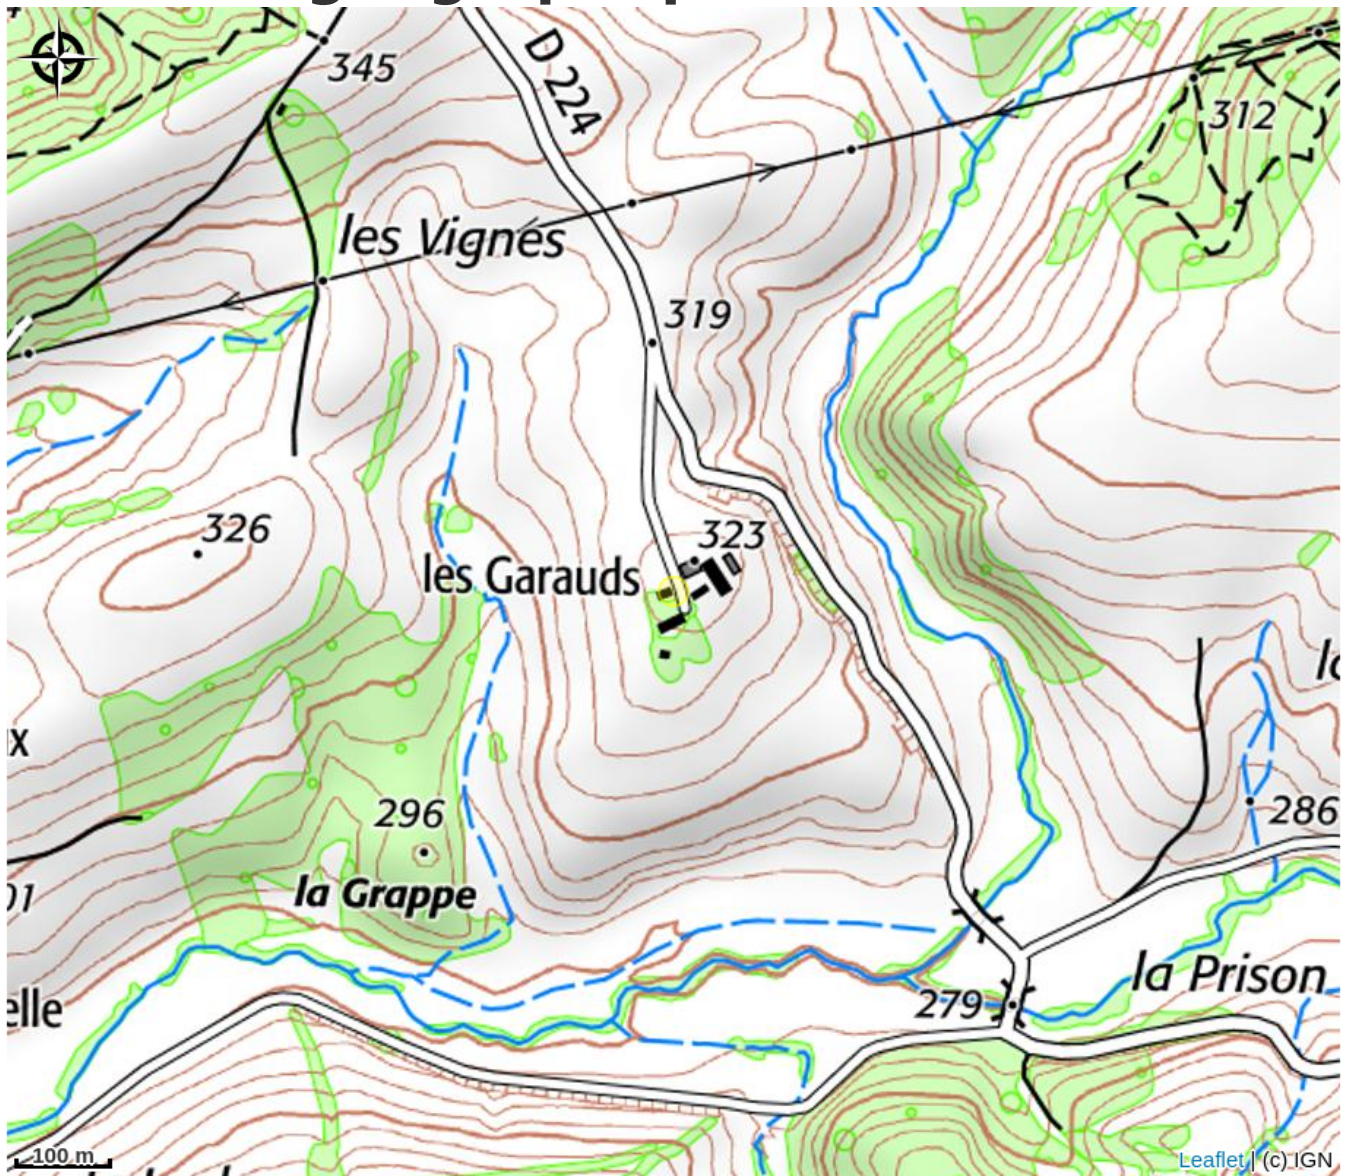 345
D 224
312
les Vignes
319
326
323
les Garauds
x
296
286
01
la Grappe
la Prison
elle
279
100 m
Leaflet | (c) IGN